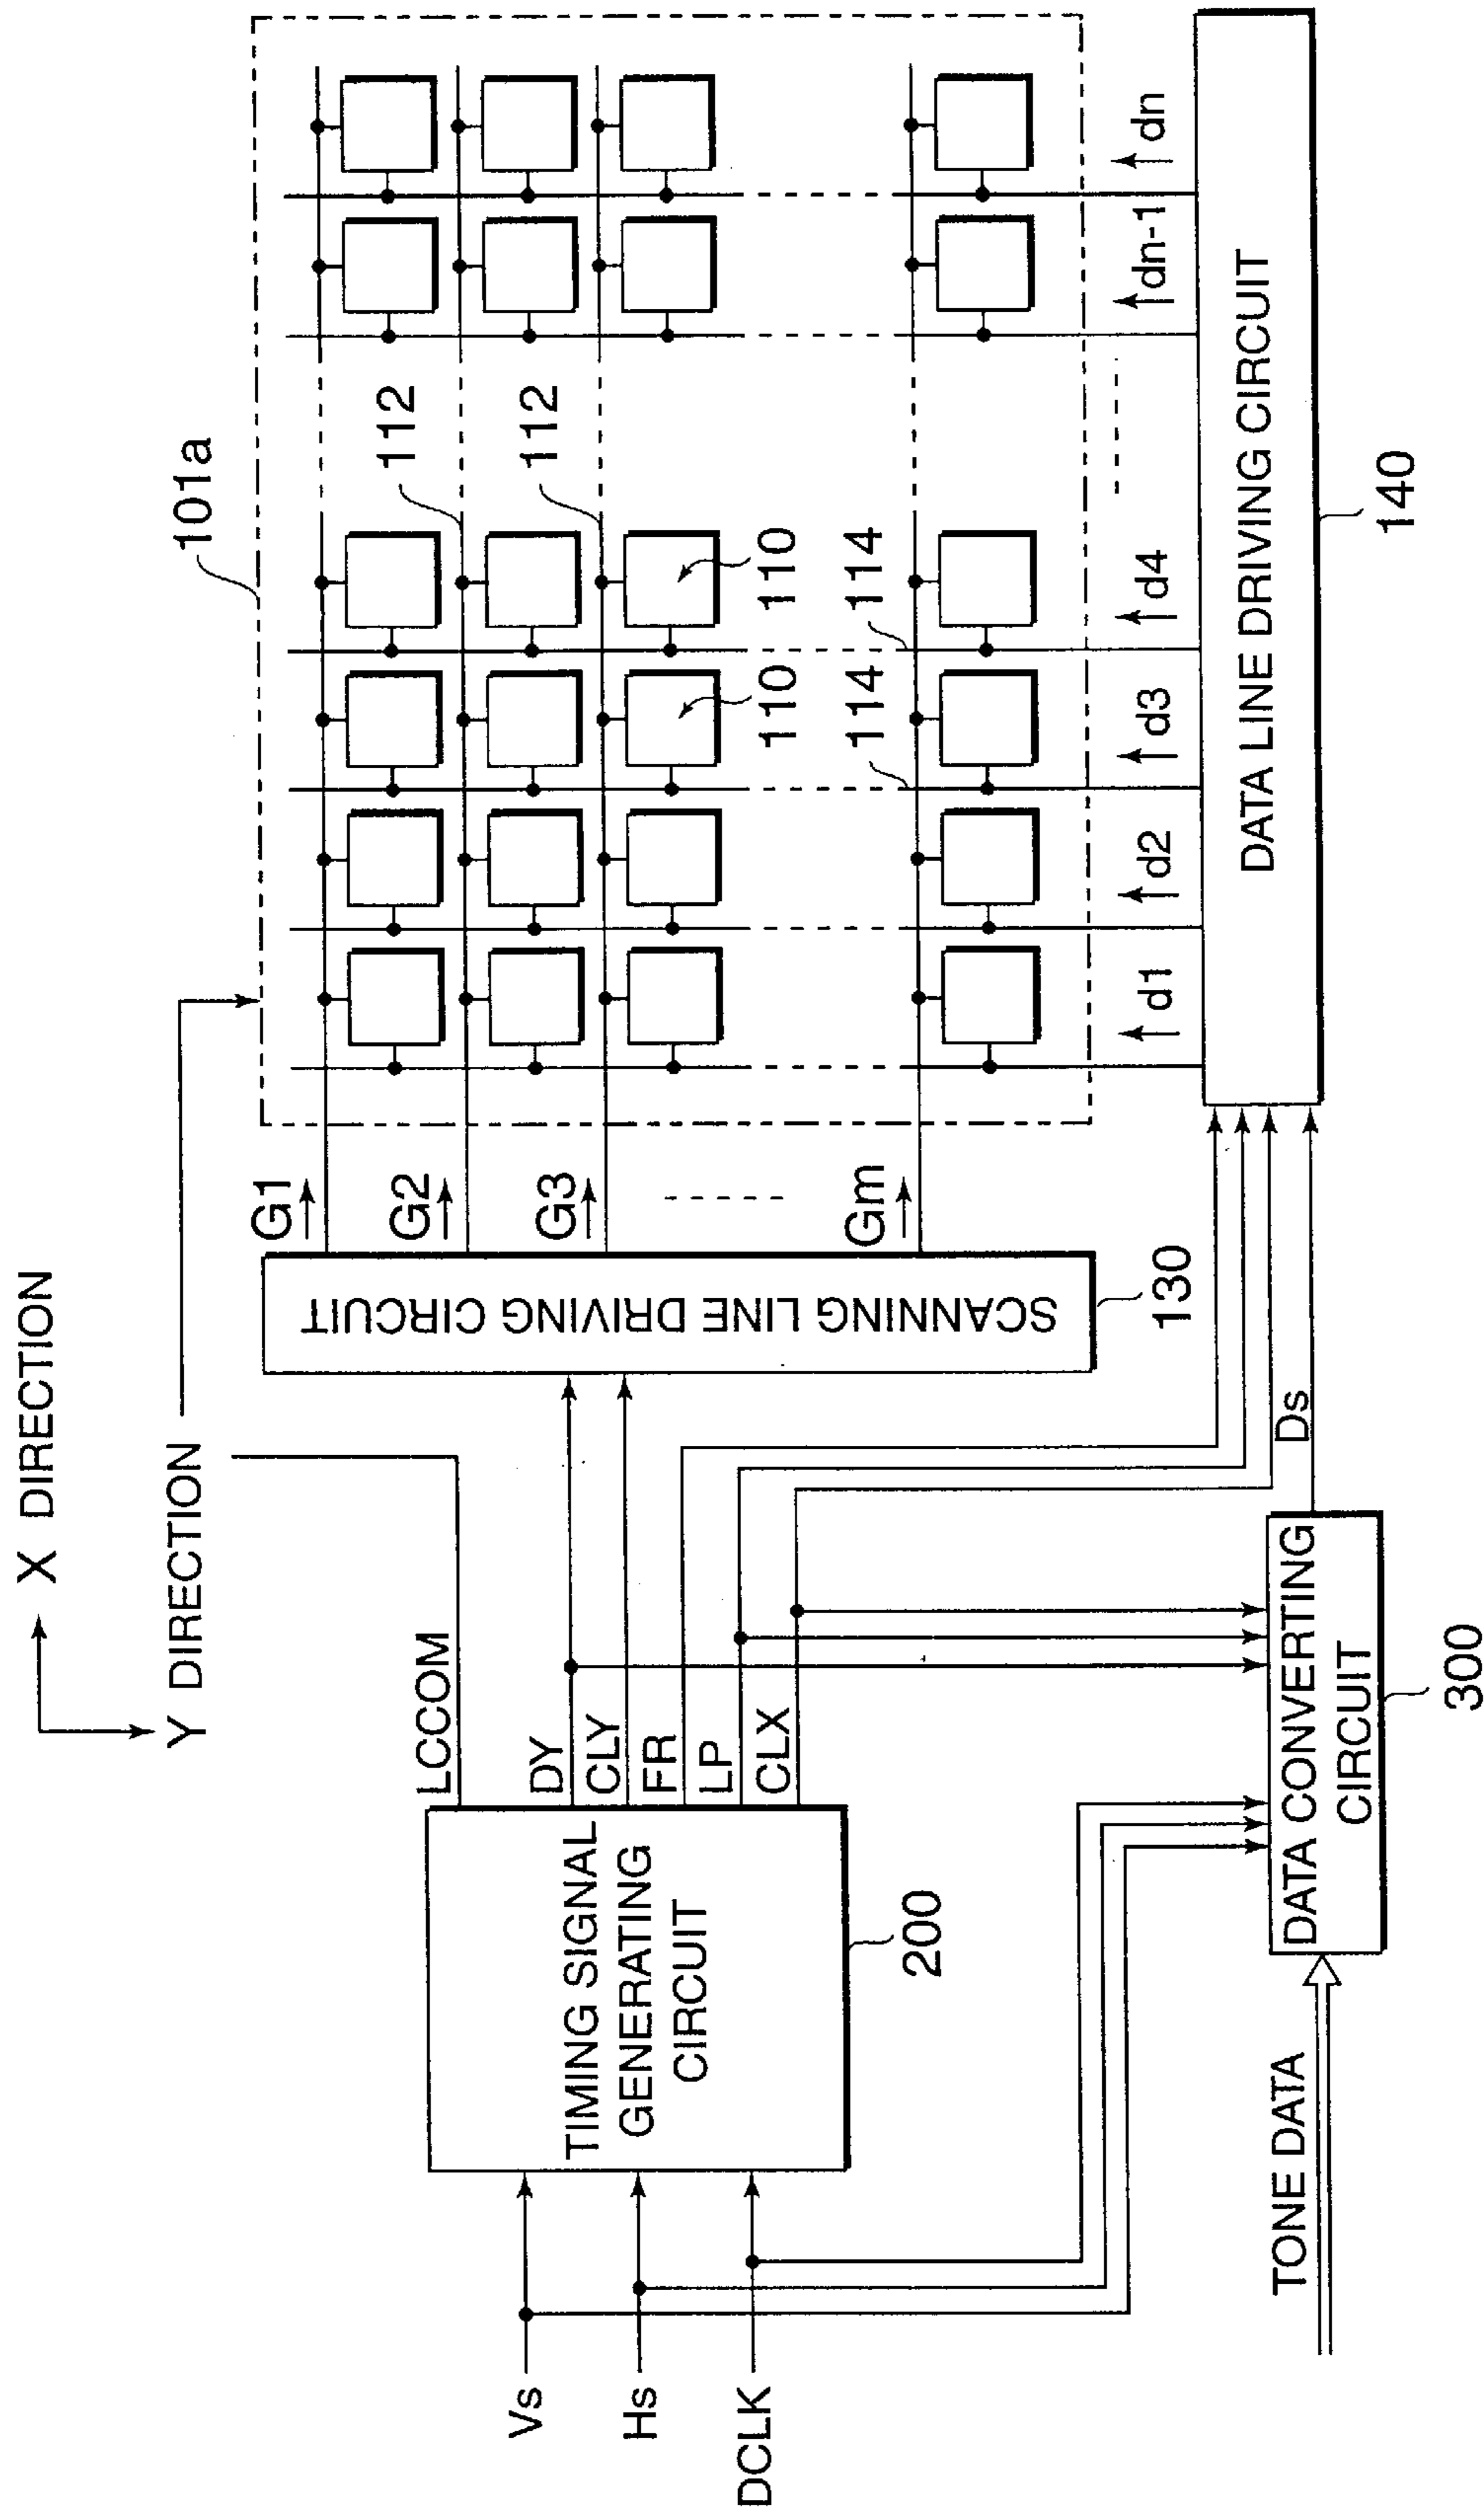 X DIRECTION
Y DIRECTION
101a
LCCOM
DY
CLY
FR
LP
CLX
G1
G2
G3
Gm
112
112
110
110
114
114
Vs
Hs
DCLK
TIMING SIGNAL
GENERATING
CIRCUIT
200
SCANNING LINE DRIVING CIRCUIT
130
d1
d2
d3
d4
dn-1
dn
DATA LINE DRIVING CIRCUIT
140
TONE DATA
DATA CONVERTING
CIRCUIT
300
Ds